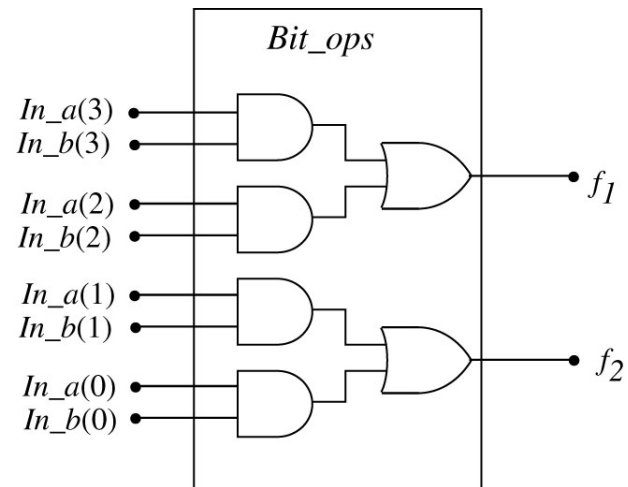 Bit_ops
In_a(3)
In_b(3)
In_a(2)
In_b(2)
f1
In_a(1)
In_b(1)
In_a(0)
In_b(0)
f2